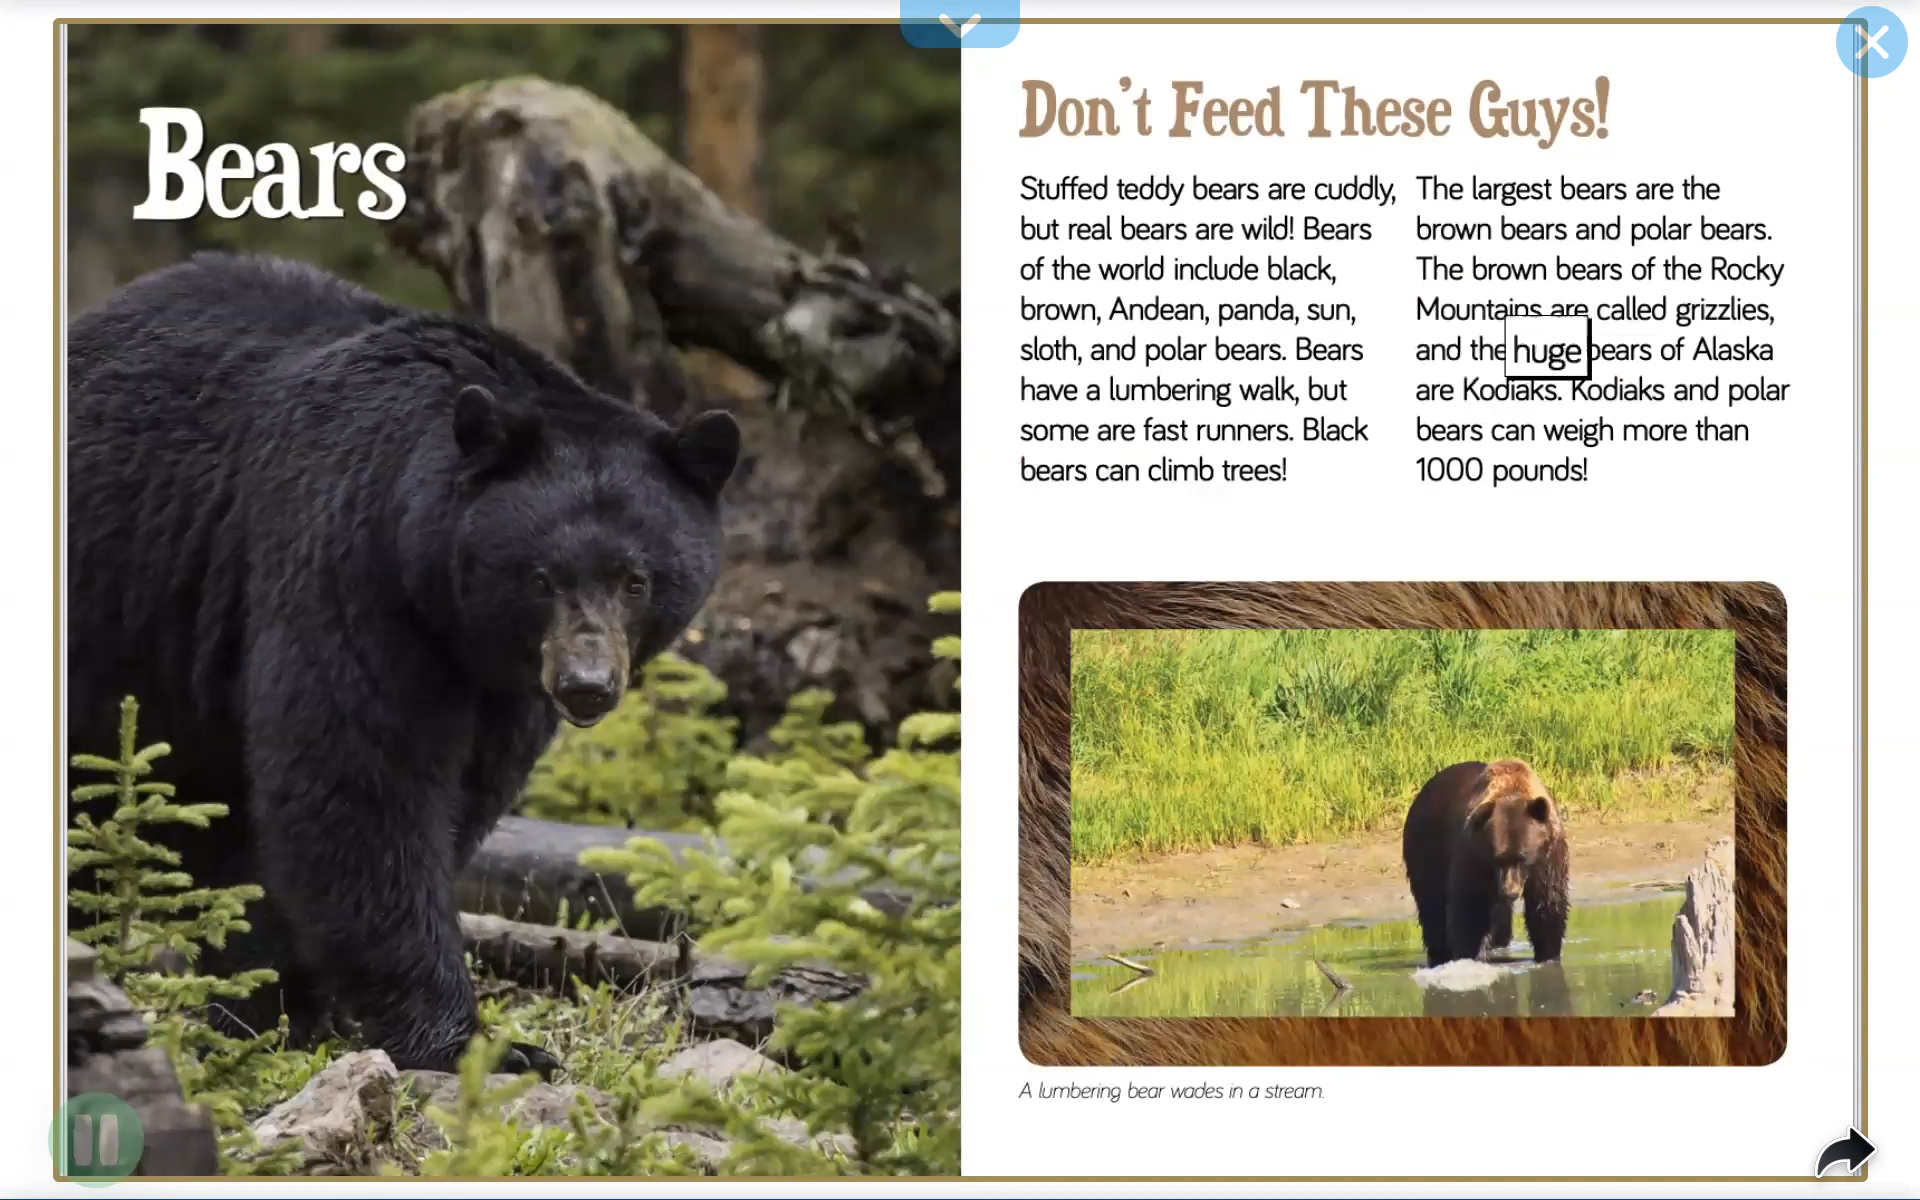 Bears
Don't Feed These Guys!
Stuffed teddy bears are cuddly,
but real bears are wild! Bears
of the world include black,
brown, Andean, panda, sun,
sloth, and polar bears. Bears
have a lumbering walk, but
some are fast runners. Black
bears can climb trees!
The largest bears are the
brown bears and polar bears.
The brown bears of the Rocky
Mountains are called grizzlies,
and the huge bears of Alaska
are Kodiaks. Kodiaks and polar
bears can weigh more than
1000 pounds!
A lumbering bear wades in a stream.